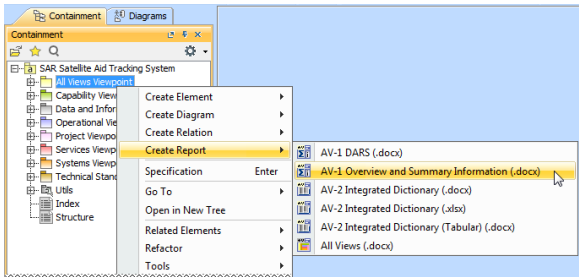 Containment
Diagrams
Containment
SAR Satellite Aid Tracking System
All Views Viewpoint
Capability View
Data and Infor
Operational Vie
Project Viewpo
Services Viewp
Systems Viewp
Technical Stand
Utils
Index
Structure
Create Element
Create Diagram
Create Relation
Create Report
Specification Enter
Go To
Open in New Tree
Related Elements
Refactor
Tools
AV-1 DARS (.docx)
AV-1 Overview and Summary Information (.docx)
AV-2 Integrated Dictionary (.docx)
AV-2 Integrated Dictionary (.xlsx)
AV-2 Integrated Dictionary (Tabular) (.docx)
All Views (.docx)